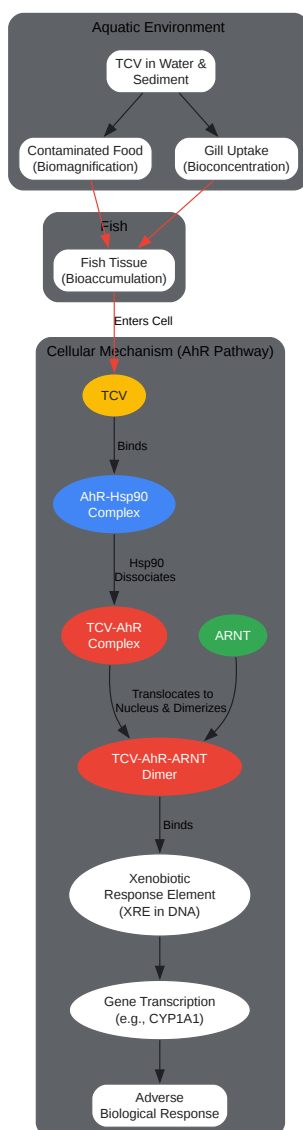 Aquatic Environment
TCV in Water &
Sediment
Contaminated Food
(Biomagnification)
Gill Uptake
(Bioconcentration)
Fish
Fish Tissue
(Bioaccumulation)
Enters Cell
Cellular Mechanism (AhR Pathway)
TCV
Binds
AhR-Hsp90
Complex
Hsp90
Dissociates
TCV-AhR
Complex
ARNT
Translocates to
Nucleus & Dimerizes
TCV-AhR-ARNT
Dimer
Binds
Xenobiotic
Response Element
(XRE in DNA)
Gene Transcription
(e.g., CYP1A1)
Adverse
Biological Response